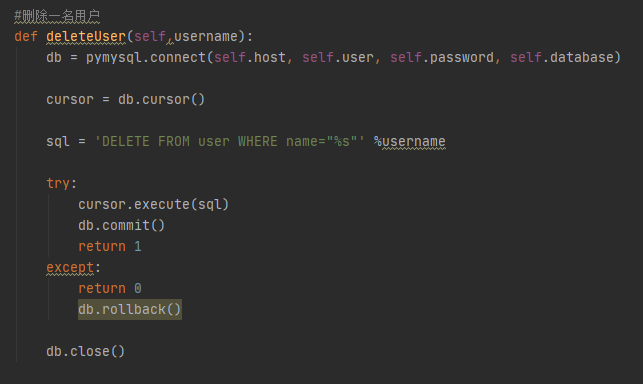 #删除一名用户
def deleteUser(self,username):
    db = pymysql.connect(self.host, self.user, self.password, self.database)
    cursor = db.cursor()
    sql = 'DELETE FROM user WHERE name="%s"' %username
    try:
        cursor.execute(sql)
        db.commit()
        return 1
    except:
        return 0
        db.rollback()
    db.close()